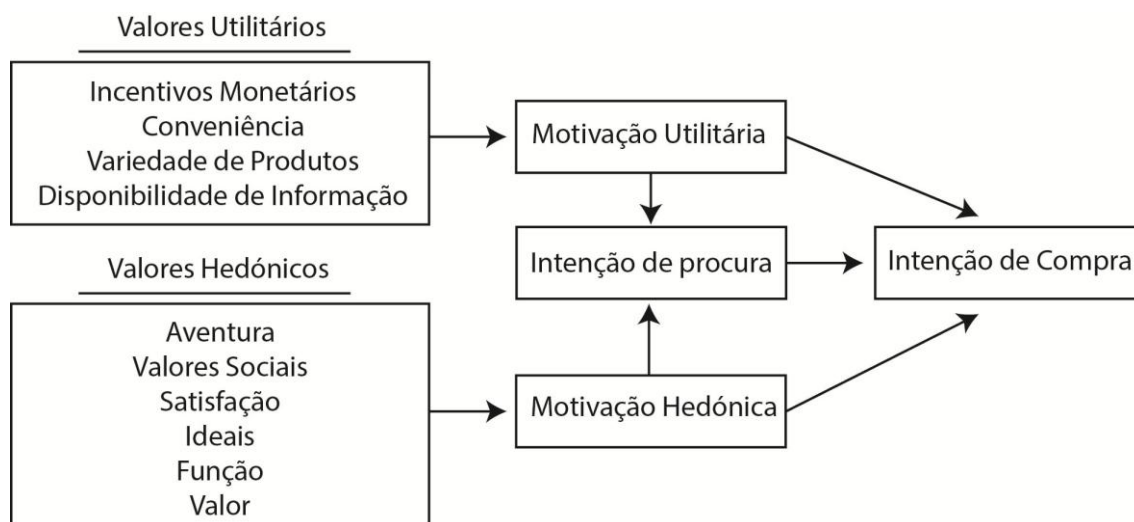 Valores Utilitários
Incentivos Monetários
Conveniência
Variedade de Produtos
Disponibilidade de Informação
Motivação Utilitária
Intenção de procura
Intenção de Compra
Valores Hedónicos
Aventura
Valores Sociais
Satisfação
Ideais
Função
Valor
Motivação Hedónica